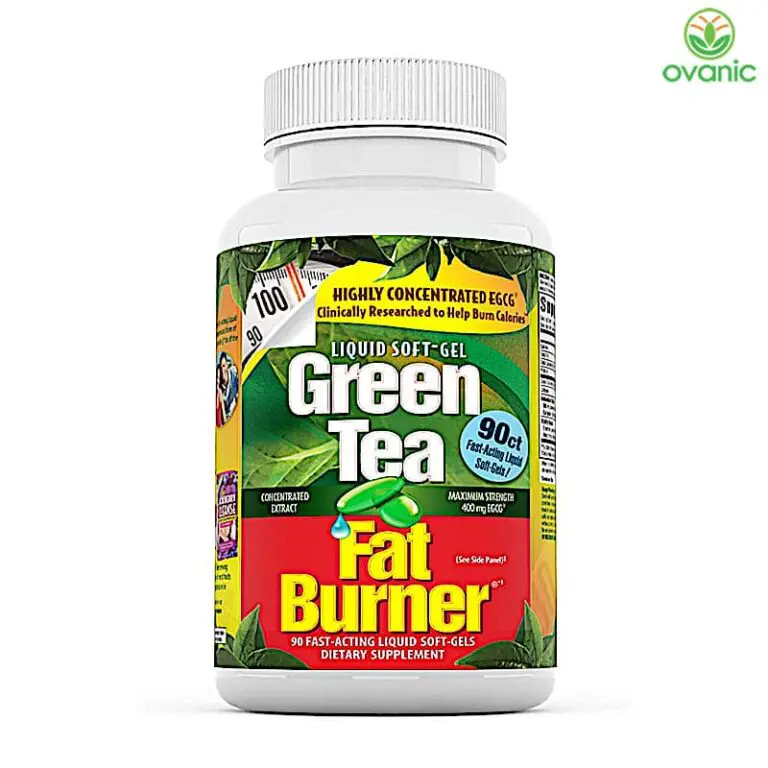 ovanic
100
90
HIGHLY CONCENTRATED EGCG†
Clinically Researched to Help Burn Calories
LIQUID SOFT-GEL
Green
Tea
90ct
Fast-Acting Liquid
Soft-Gels!
CONCENTRATED
EXTRACT
MAXIMUM STRENGTH
400 mg EGCG†
Fat
(See Side Panel)‡
Burner®
90 FAST-ACTING LIQUID SOFT-GELS
DIETARY SUPPLEMENT